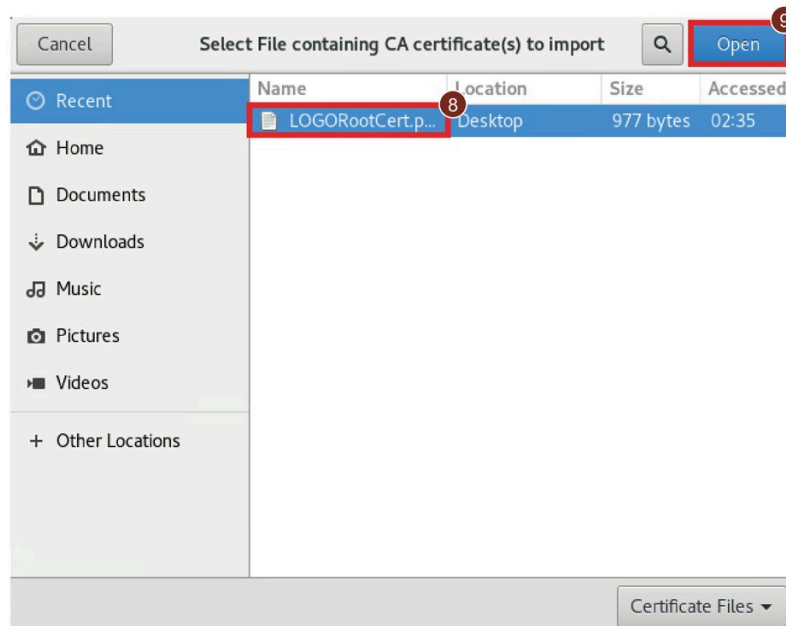 Cancel Select File containing CA certificate(s) to import Open 9
Recent
Home
Documents
Downloads
Music
Pictures
Videos
+ Other Locations
Name Location Size Accessed
8
LOGORootCert.p... Desktop 977 bytes 02:35
Certificate Files